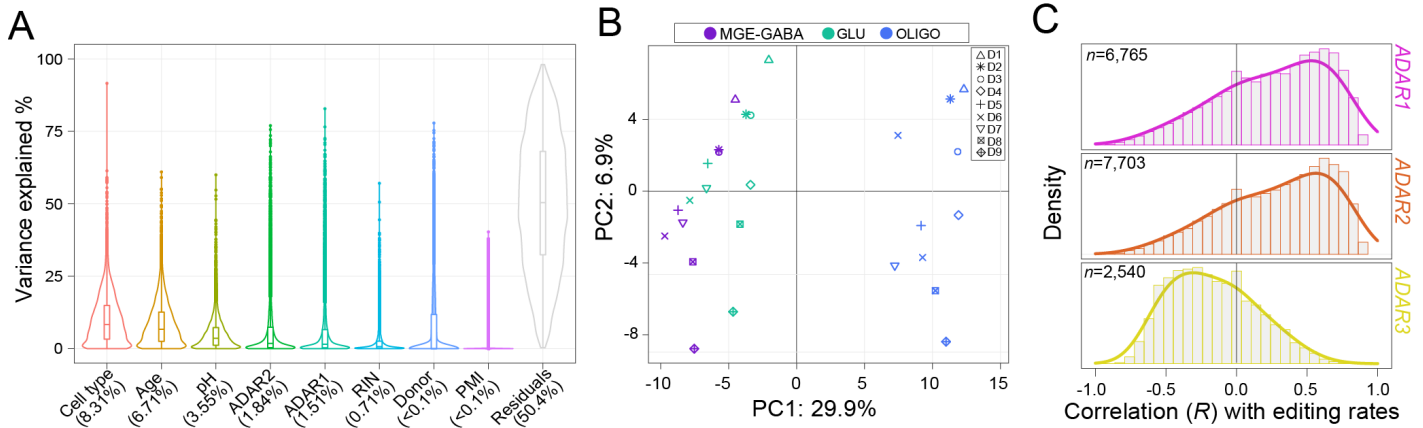 A
Variance explained %
100
75
50
25
0
Cell type
(8.31%)
Age
(6.71%)
pH
(3.55%)
ADAR2
(1.84%)
ADAR1
(1.51%)
RIN
(0.71%)
Donor
(<0.1%)
PMI
(<0.1%)
Residuals
(50.4%)
B
MGE-GABA GLU OLIGO
D1
D2
D3
D4
D5
D6
D7
D8
D9
PC2: 6.9%
4
0
-4
-8
-10 -5 0 5 10 15
PC1: 29.9%
C
Density
n=6,765
ADAR1
n=7,703
ADAR2
n=2,540
ADAR3
-1.0 -0.5 0.0 0.5 1.0
Correlation (R) with editing rates